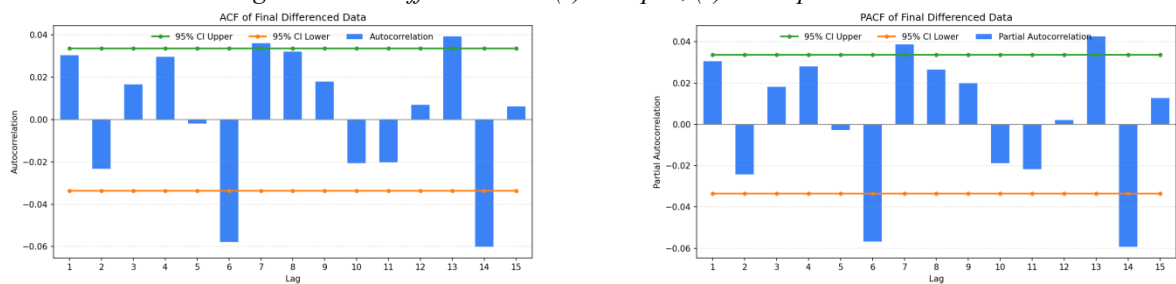 ACF of Final Differenced Data
95% CI Upper 95% CI Lower Autocorrelation
0.04
0.02
0.00
−0.02
−0.04
−0.06
Autocorrelation
1 2 3 4 5 6 7 8 9 10 11 12 13 14 15
Lag
PACF of Final Differenced Data
95% CI Upper 95% CI Lower Partial Autocorrelation
0.04
0.02
0.00
−0.02
−0.04
−0.06
Partial Autocorrelation
1 2 3 4 5 6 7 8 9 10 11 12 13 14 15
Lag